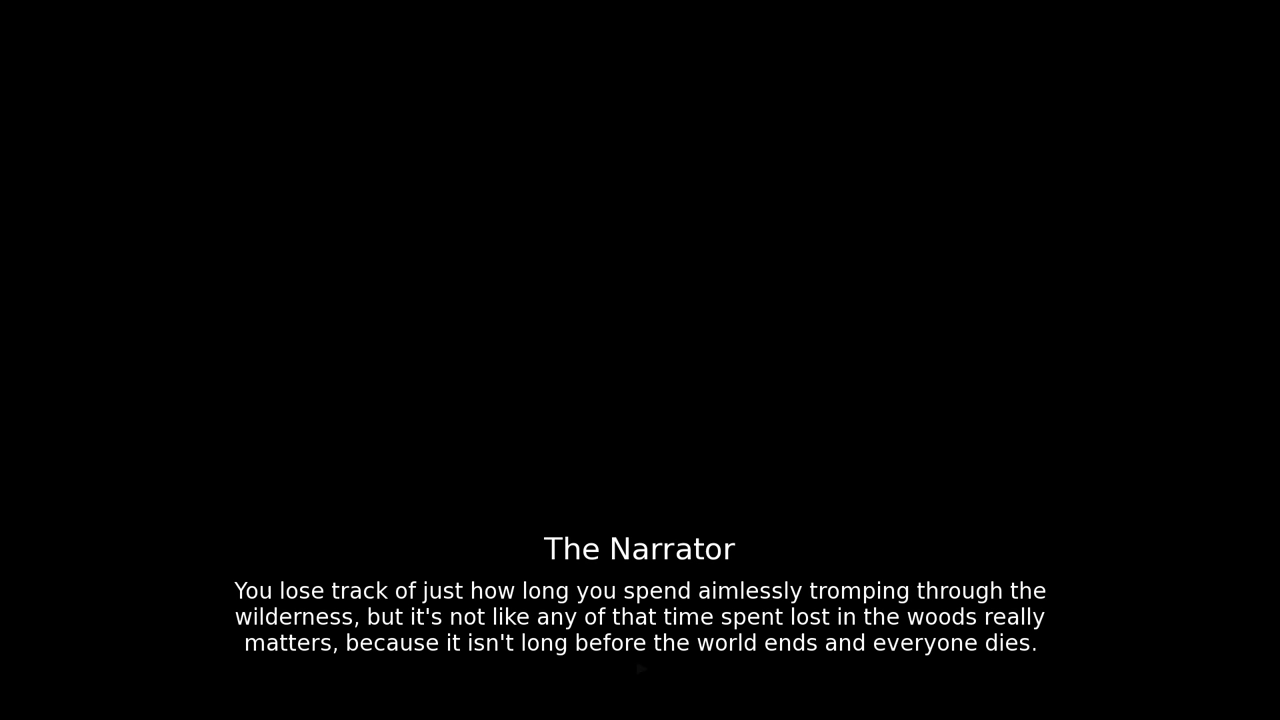 The Narrator
You lose track of just how long you spend aimlessly tromping through the
wilderness, but it's not like any of that time spent lost in the woods really
matters, because it isn't long before the world ends and everyone dies.